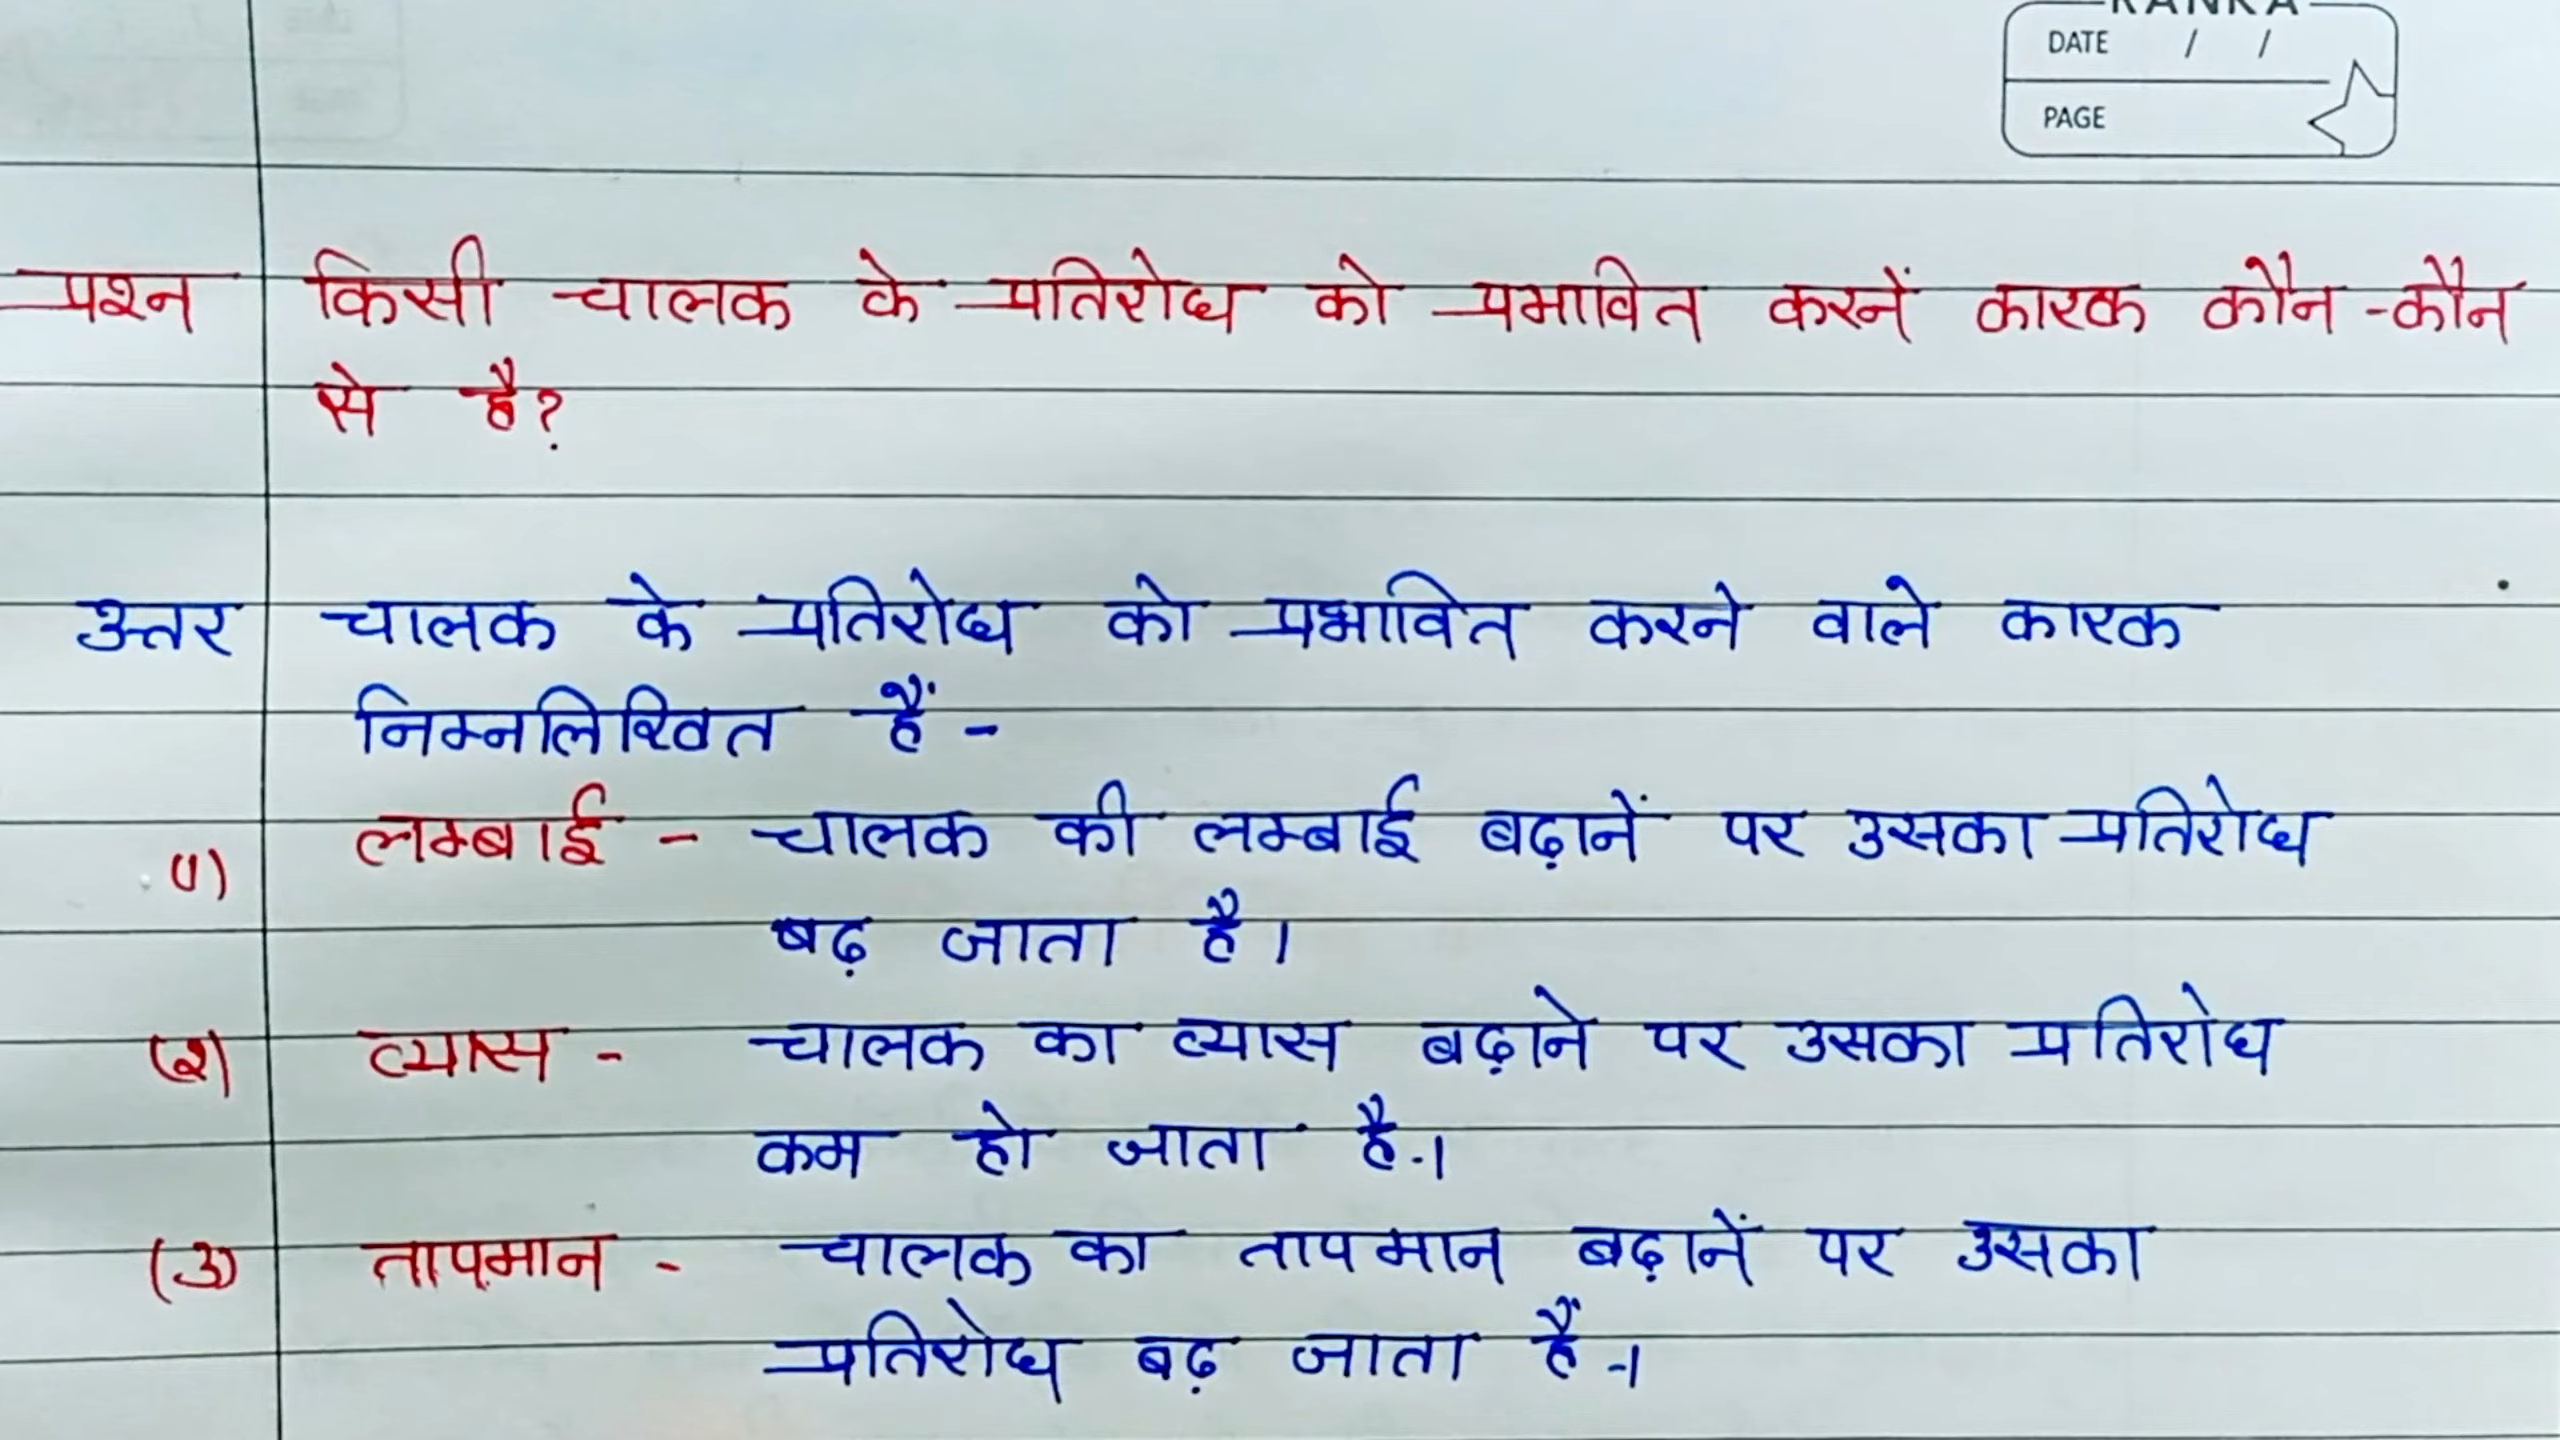 RANKA
DATE / /
PAGE
प्रश्न किसी चालक के प्रतिरोध को प्रभावित करनें कारक कौन-कौन
से है?
उत्तर चालक के प्रतिरोध को प्रभावित करने वाले कारक
निम्नलिखित हैं -
(1) लम्बाई - चालक की लम्बाई बढ़ानें पर उसका प्रतिरोध
बढ़ जाता है।
(2) व्यास - चालक का व्यास बढ़ाने पर उसका प्रतिरोध
कम हो जाता है।
(3) तापमान - चालक का तापमान बढ़ानें पर उसका
प्रतिरोध बढ़ जाता हैं।